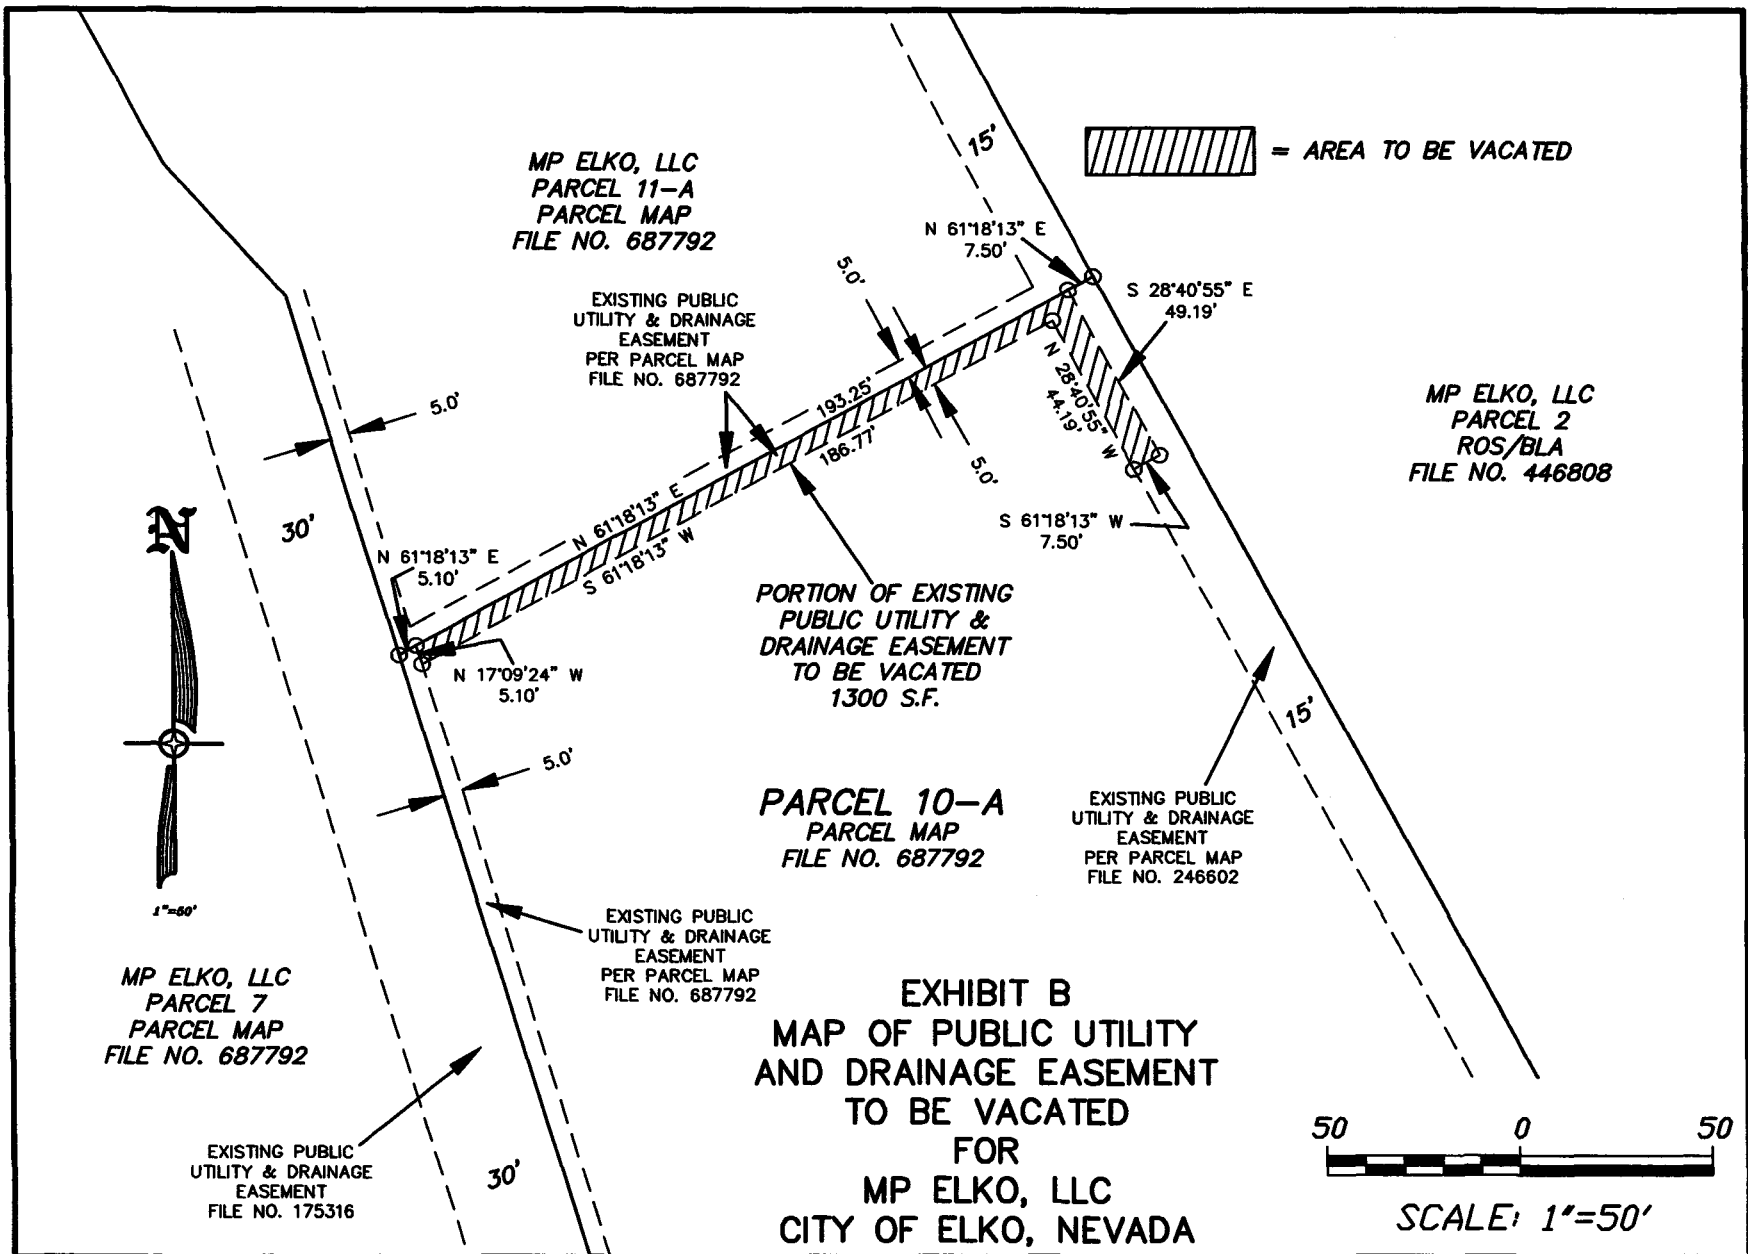 15'
= AREA TO BE VACATED
MP ELKO, LLC
PARCEL 11-A
PARCEL MAP
FILE NO. 687792
N 61°18'13" E
7.50'
5.0'
S 28°40'55" E
49.19'
EXISTING PUBLIC
UTILITY & DRAINAGE
EASEMENT
PER PARCEL MAP
FILE NO. 687792
N 28°40'55" W
44.19'
5.0'
193.25'
186.77'
5.0'
MP ELKO, LLC
PARCEL 2
ROS/BLA
FILE NO. 446808
N
30'
N 61°18'13" E
S 61°18'13" W
S 61°18'13" W
7.50'
N 61°18'13" E
5.10'
N 17°09'24" W
5.10'
PORTION OF EXISTING
PUBLIC UTILITY &
DRAINAGE EASEMENT
TO BE VACATED
1300 S.F.
15'
5.0'
PARCEL 10-A
PARCEL MAP
FILE NO. 687792
EXISTING PUBLIC
UTILITY & DRAINAGE
EASEMENT
PER PARCEL MAP
FILE NO. 246602
1"=50'
EXISTING PUBLIC
UTILITY & DRAINAGE
EASEMENT
PER PARCEL MAP
FILE NO. 687792
MP ELKO, LLC
PARCEL 7
PARCEL MAP
FILE NO. 687792
EXISTING PUBLIC
UTILITY & DRAINAGE
EASEMENT
FILE NO. 175316
30'
EXHIBIT B
MAP OF PUBLIC UTILITY
AND DRAINAGE EASEMENT
TO BE VACATED
FOR
MP ELKO, LLC
CITY OF ELKO, NEVADA
50 0 50
SCALE: 1"=50'